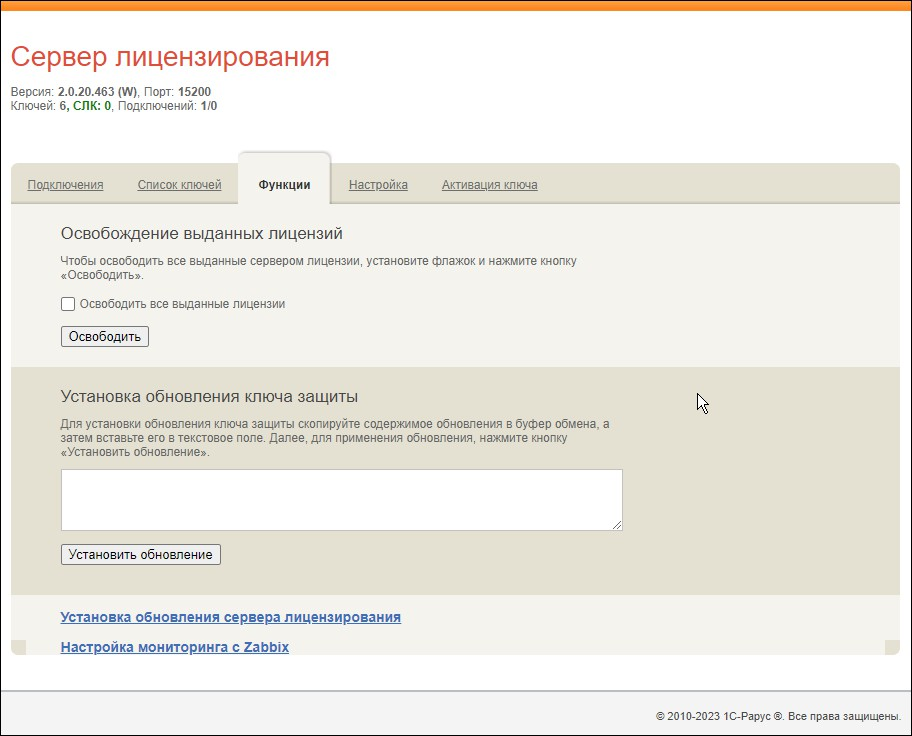 Сервер лицензирования
Версия: 2.0.20.463 (W), Порт: 15200
Ключей: 6, СЛК: 0, Подключений: 1/0
Подключения Список ключей Функции Настройка Активация ключа
Освобождение выданных лицензий
Чтобы освободить все выданные сервером лицензии, установите флажок и нажмите кнопку
«Освободить».
Освободить все выданные лицензии
Освободить
Установка обновления ключа защиты
Для установки обновления ключа защиты скопируйте содержимое обновления в буфер обмена, а
затем вставьте его в текстовое поле. Далее, для применения обновления, нажмите кнопку
«Установить обновление».
Установить обновление
Установка обновления сервера лицензирования
Настройка мониторинга с Zabbix
© 2010-2023 1С-Рарус ®. Все права защищены.